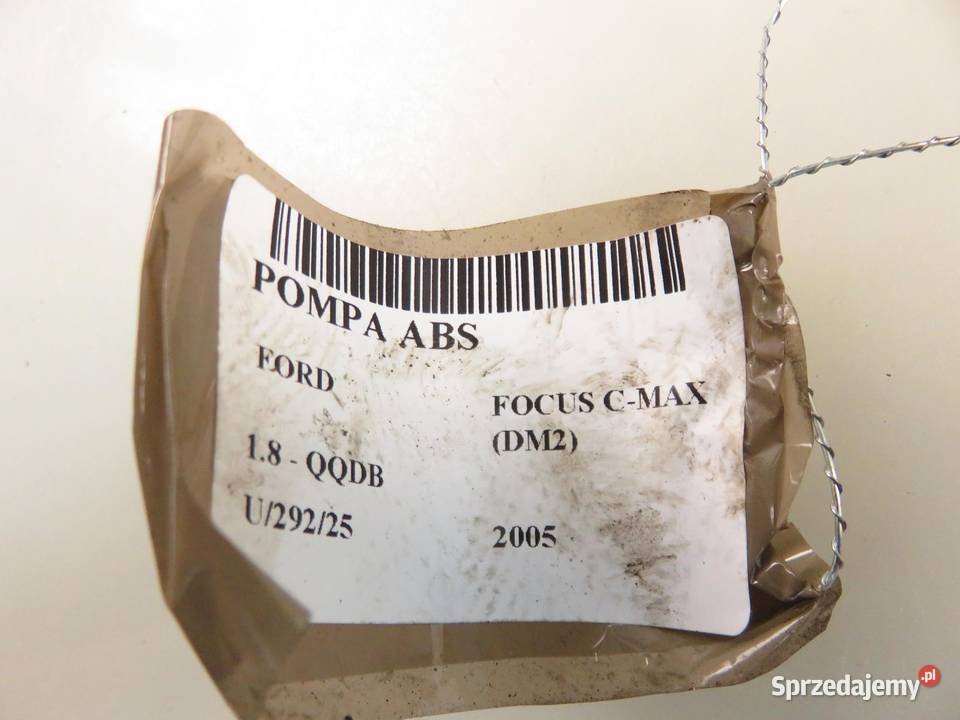 POMPA ABS
FORD
FOCUS C-MAX
(DM2)
1.8 - QQDB
U/292/25
2005
Sprzedajemy.pl